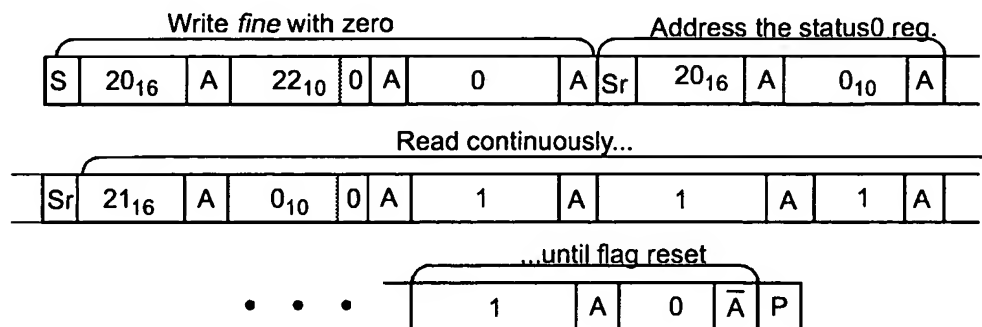 Write fine with zero Address the status0 reg.
S 20₁₆ A 22₁₀ 0 A 0 A Sr 20₁₆ A 0₁₀ A
Read continuously...
Sr 21₁₆ A 0₁₀ 0 A 1 A 1 A 1 A
...until flag reset
• • • 1 A 0 A̅ P